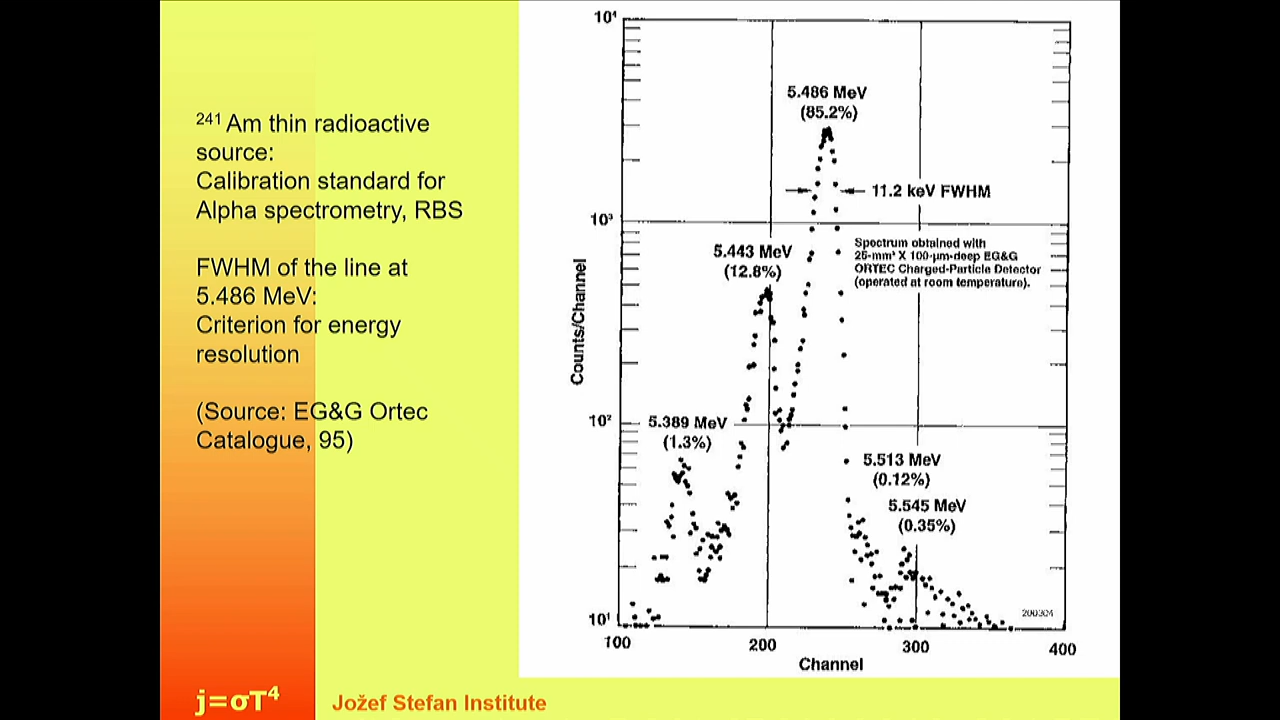 ²⁴¹ Am thin radioactive
source:
Calibration standard for
Alpha spectrometry, RBS
FWHM of the line at
5.486 MeV:
Criterion for energy
resolution
(Source: EG&G Ortec
Catalogue, 95)
10⁴
5.486 MeV
(85.2%)
11.2 keV FWHM
10³
5.443 MeV
(12.8%)
Spectrum obtained with
25-mm² X 100-µm-deep EG&G
ORTEC Charged-Particle Detector
(operated at room temperature).
Counts/Channel
10²
5.389 MeV
(1.3%)
5.513 MeV
(0.12%)
5.545 MeV
(0.35%)
200304
10¹
100 200 300 400
Channel
j=σT⁴
Jožef Stefan Institute